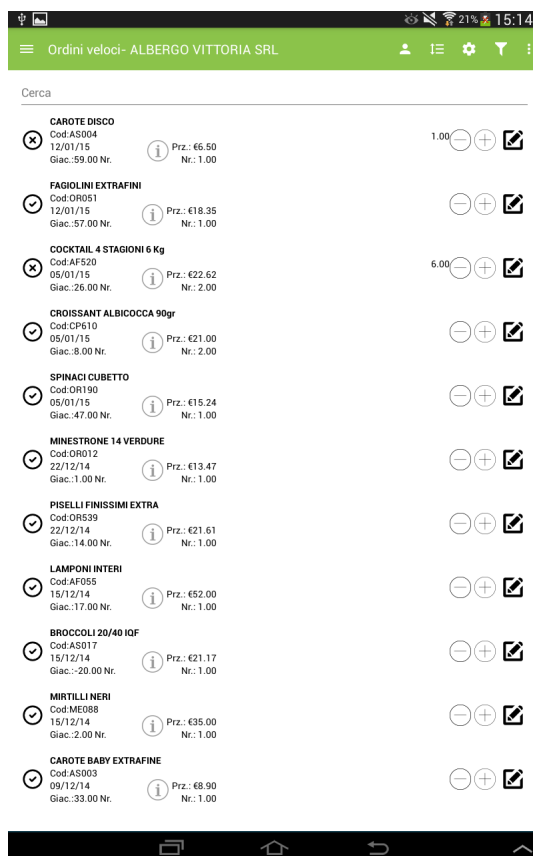 21% 15:14
Ordini veloci- ALBERGO VITTORIA SRL
Cerca
CAROTE DISCO
Cod:AS004
12/01/15 Prz.: €6.50 1.00
Giac.:59.00 Nr. Nr.: 1.00
FAGIOLINI EXTRAFINI
Cod:OR051
12/01/15 Prz.: €18.35
Giac.:57.00 Nr. Nr.: 1.00
COCKTAIL 4 STAGIONI 6 Kg
Cod:AF520
05/01/15 Prz.: €22.62 6.00
Giac.:26.00 Nr. Nr.: 2.00
CROISSANT ALBICOCCA 90gr
Cod:CP610
05/01/15 Prz.: €21.00
Giac.:8.00 Nr. Nr.: 2.00
SPINACI CUBETTO
Cod:OR190
05/01/15 Prz.: €15.24
Giac.:47.00 Nr. Nr.: 1.00
MINESTRONE 14 VERDURE
Cod:OR012
22/12/14 Prz.: €13.47
Giac.:1.00 Nr. Nr.: 1.00
PISELLI FINISSIMI EXTRA
Cod:OR539
22/12/14 Prz.: €21.61
Giac.:14.00 Nr. Nr.: 1.00
LAMPONI INTERI
Cod:AF055
15/12/14 Prz.: €52.00
Giac.:17.00 Nr. Nr.: 1.00
BROCCOLI 20/40 IQF
Cod:AS017
15/12/14 Prz.: €21.17
Giac.:-20.00 Nr. Nr.: 1.00
MIRTILLI NERI
Cod:ME088
15/12/14 Prz.: €35.00
Giac.:2.00 Nr. Nr.: 1.00
CAROTE BABY EXTRAFINE
Cod:AS003
09/12/14 Prz.: €8.90
Giac.:33.00 Nr. Nr.: 1.00